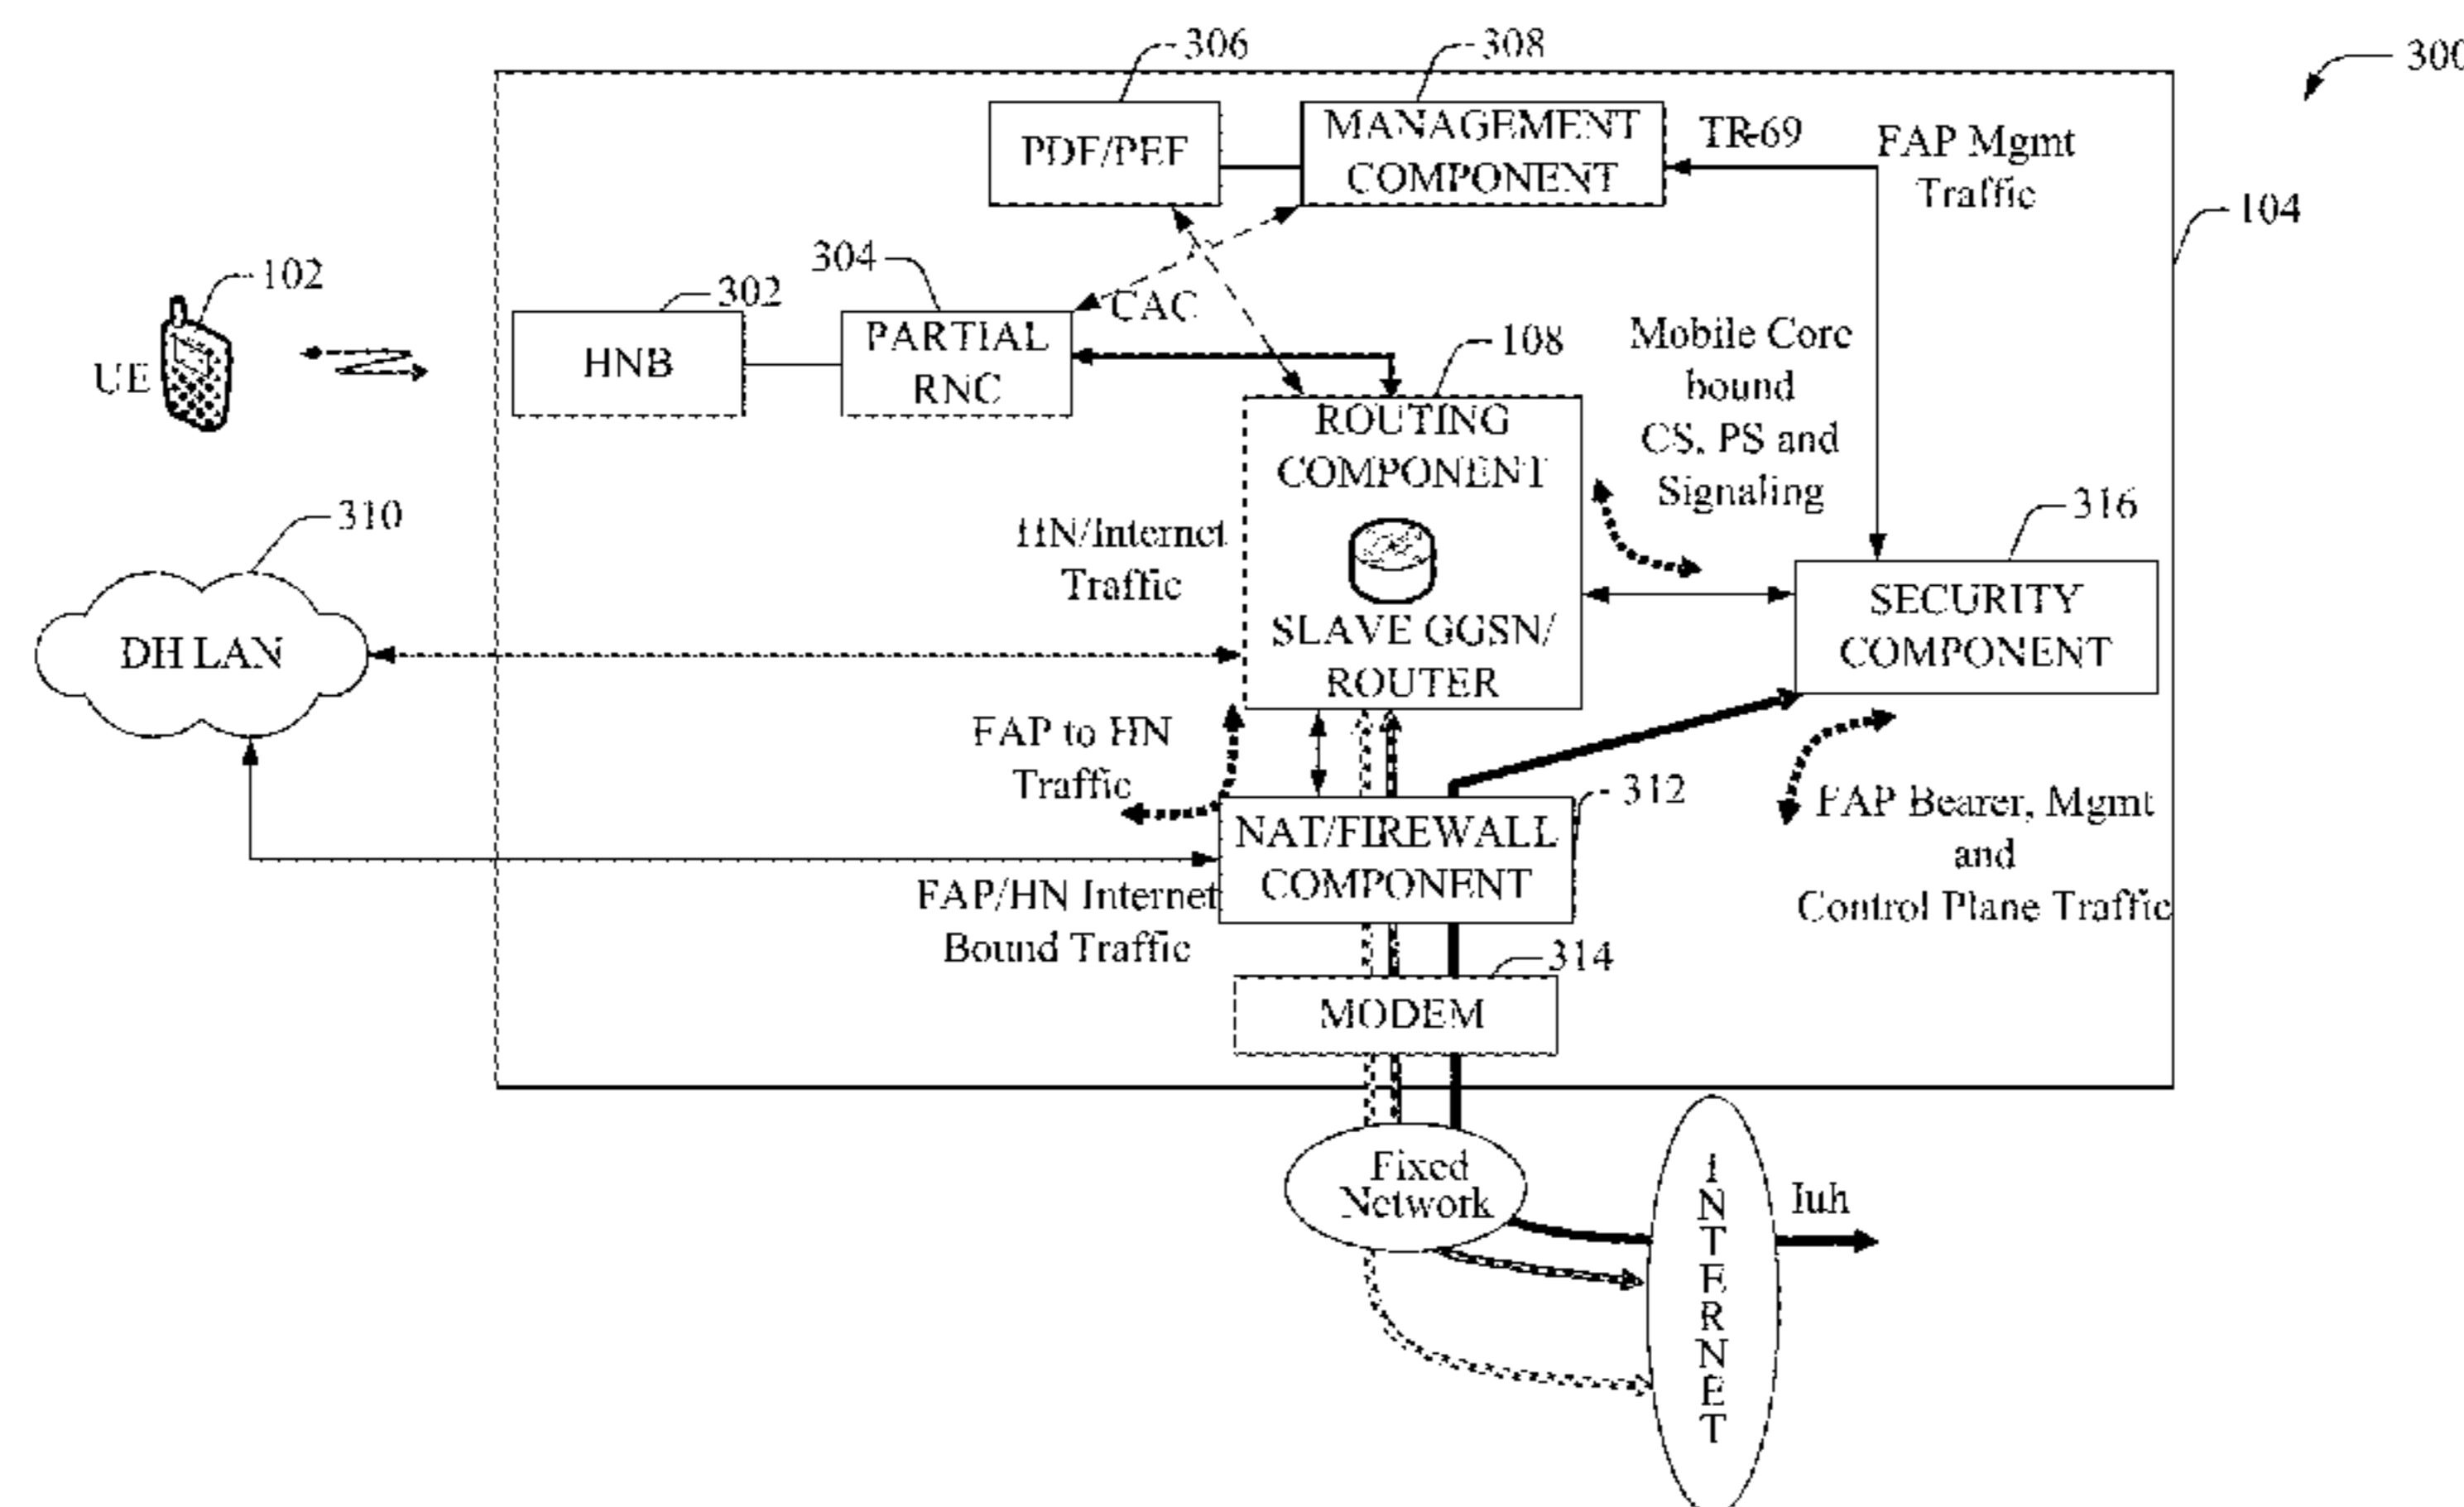 306
308
300
PDF/PEF
MANAGEMENT
COMPONENT
TR-69
FAP Mgmt
Traffic
104
102
UE
302
304
HNB
PARTIAL
RNC
CAC
108
Mobile Core
bound
CS, PS and
Signaling
ROUTING
COMPONENT
SLAVE GGSN/
ROUTER
310
DH LAN
HN/Internet
Traffic
316
SECURITY
COMPONENT
FAP to HN
Traffic
312
NAT/FIREWALL
COMPONENT
FAP Bearer, Mgmt
and
Control Plane Traffic
FAP/HN Internet
Bound Traffic
314
MODEM
Fixed
Network
INTERNET
Iuh